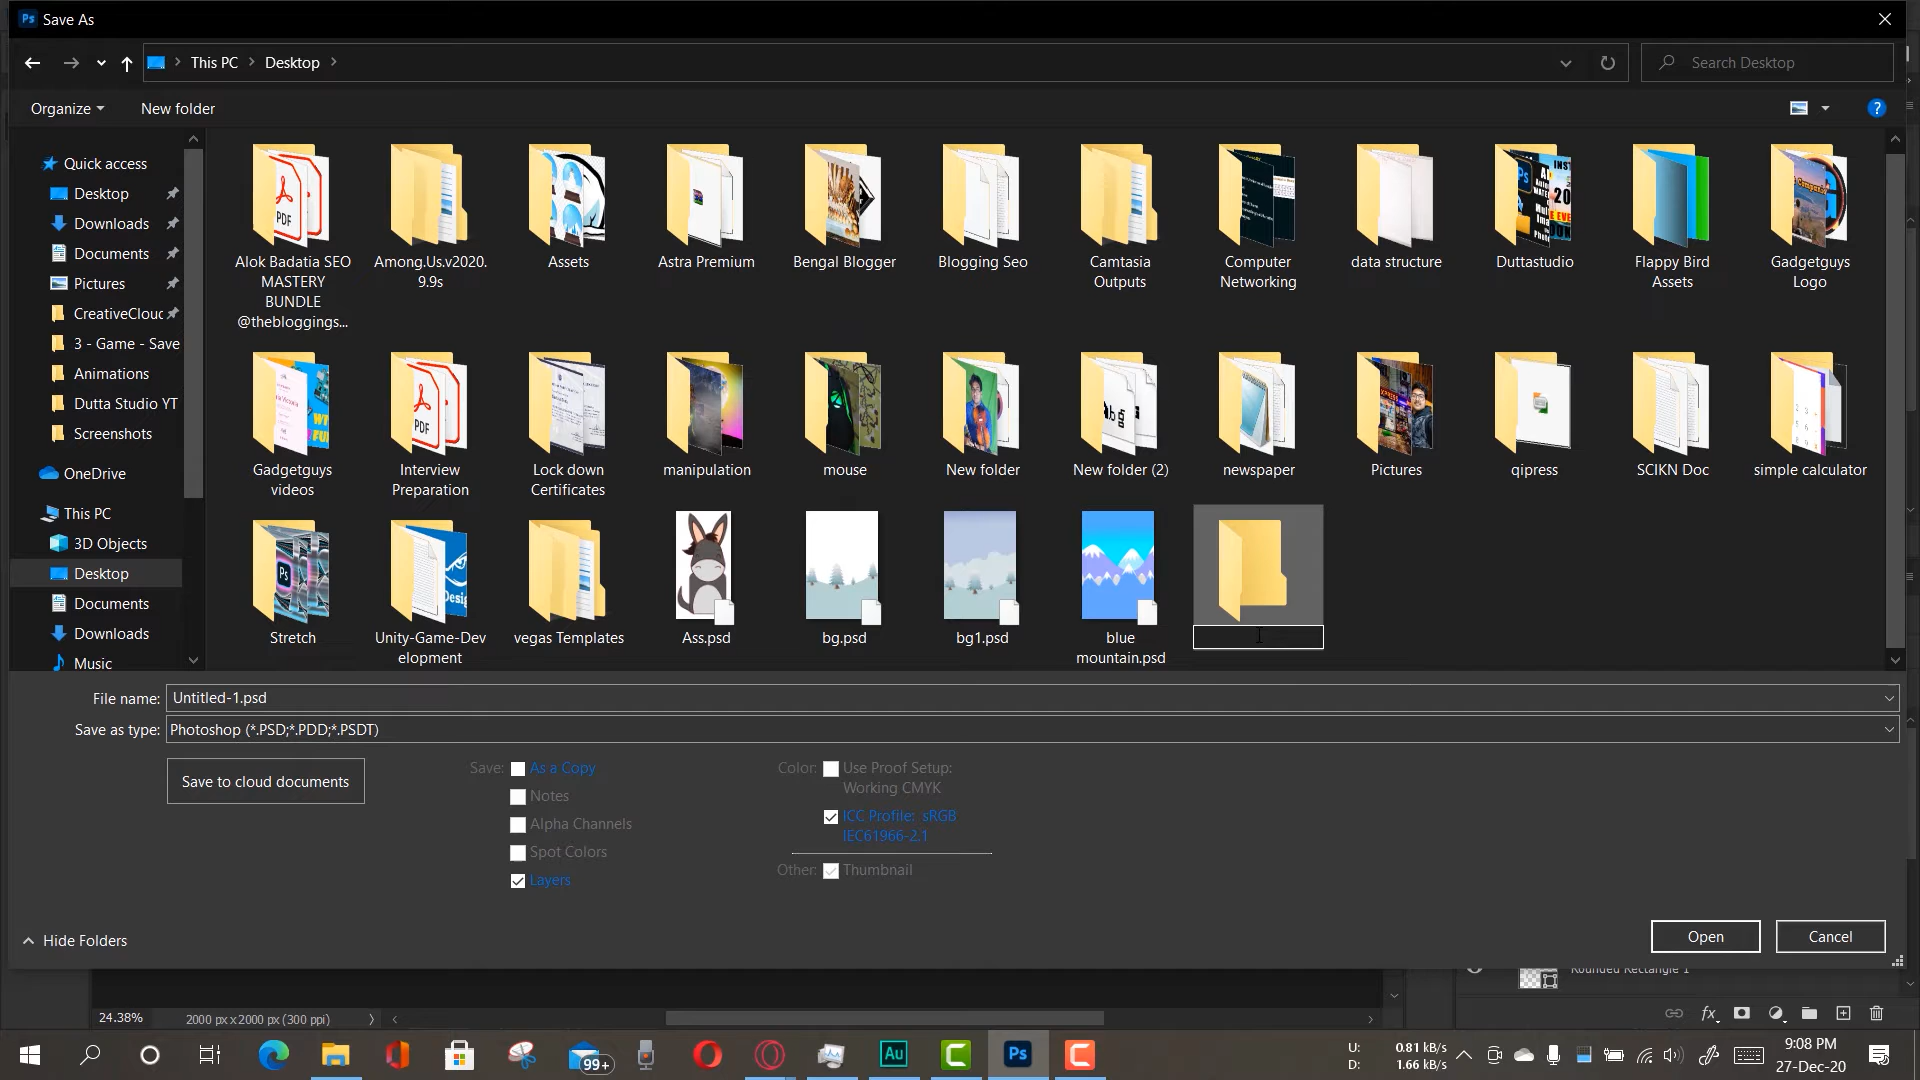 Ps Save As
This PC
Desktop
Search Desktop
Organize
New folder
?
Quick access
Desktop
Downloads
Documents
Pictures
CreativeClouc
3 - Game - Save
Animations
Dutta Studio YT
Screenshots
OneDrive
This PC
3D Objects
Desktop
Documents
Downloads
Music
Alok Badatia SEO
MASTERY
BUNDLE
@thebloggings...
Among.Us.v2020.
9.9s
Assets
Astra Premium
Bengal Blogger
Blogging Seo
Camtasia
Outputs
Computer
Networking
data structure
Duttastudio
Flappy Bird
Assets
Gadgetguys
Logo
Gadgetguys
videos
Interview
Preparation
Lock down
Certificates
manipulation
mouse
New folder
New folder (2)
newspaper
Pictures
qipress
SCIKN Doc
simple calculator
Stretch
Unity-Game-Dev
elopment
vegas Templates
Ass.psd
bg.psd
bg1.psd
blue
mountain.psd
File name: Untitled-1.psd
Save as type: Photoshop (*.PSD;*.PDD;*.PSDT)
Save to cloud documents
Save: As a Copy
Notes
Alpha Channels
Spot Colors
Layers
Color: Use Proof Setup:
Working CMYK
ICC Profile: sRGB
IEC61966-2.1
Other: Thumbnail
Hide Folders
Open
Cancel
Rounded Rectangle 1
24.38%
2000 px x 2000 px (300 ppi)
fx
99+
Au
Ps
U: 0.81 kB/s
D: 1.66 kB/s
9:08 PM
27-Dec-20